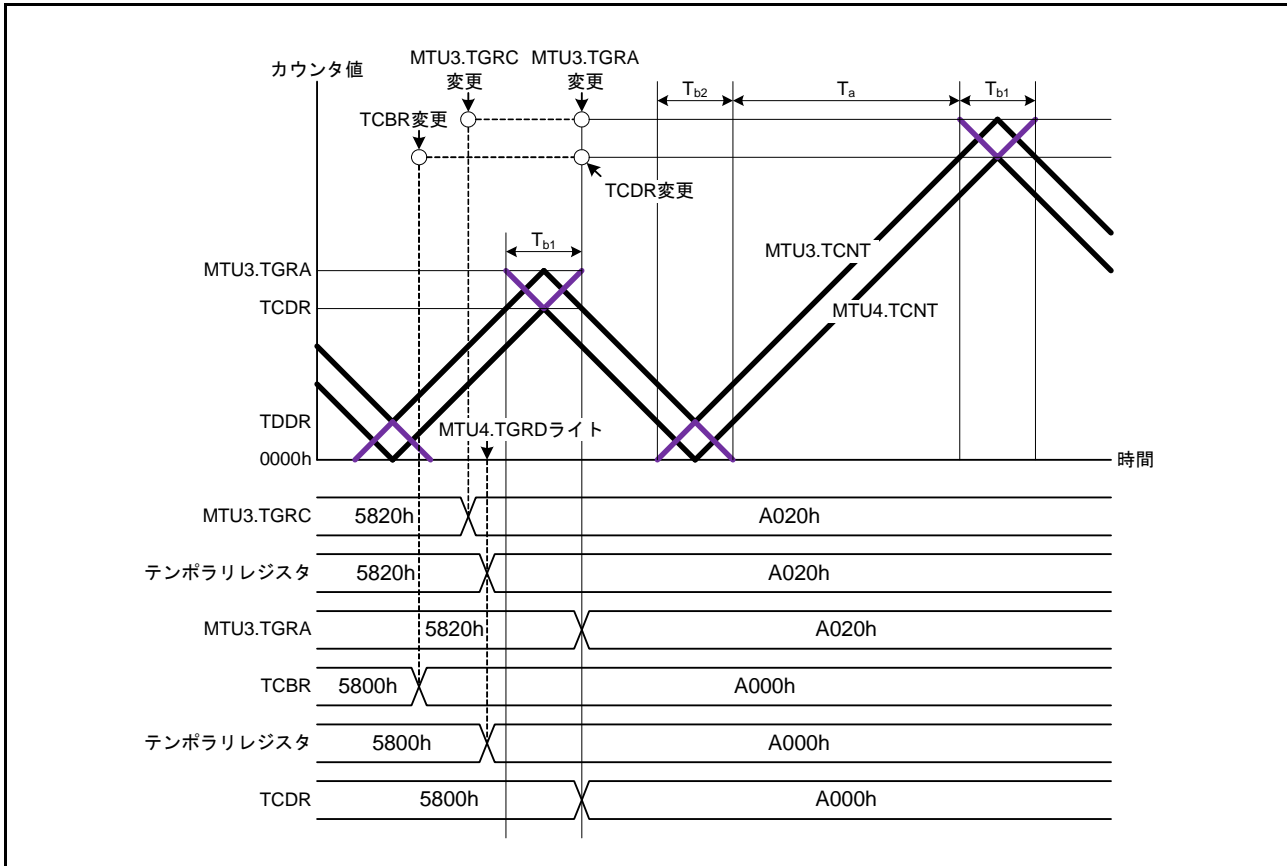 カウンタ値
MTU3.TGRC
変更
MTU3.TGRA
変更
TCBR変更
Tb2
Ta
Tb1
TCDR変更
Tb1
MTU3.TGRA
TCDR
MTU3.TCNT
MTU4.TCNT
TDDR
MTU4.TGRDライト
0000h
時間
MTU3.TGRC
5820h
A020h
テンポラリレジスタ
5820h
A020h
MTU3.TGRA
5820h
A020h
TCBR
5800h
A000h
テンポラリレジスタ
5800h
A000h
TCDR
5800h
A000h